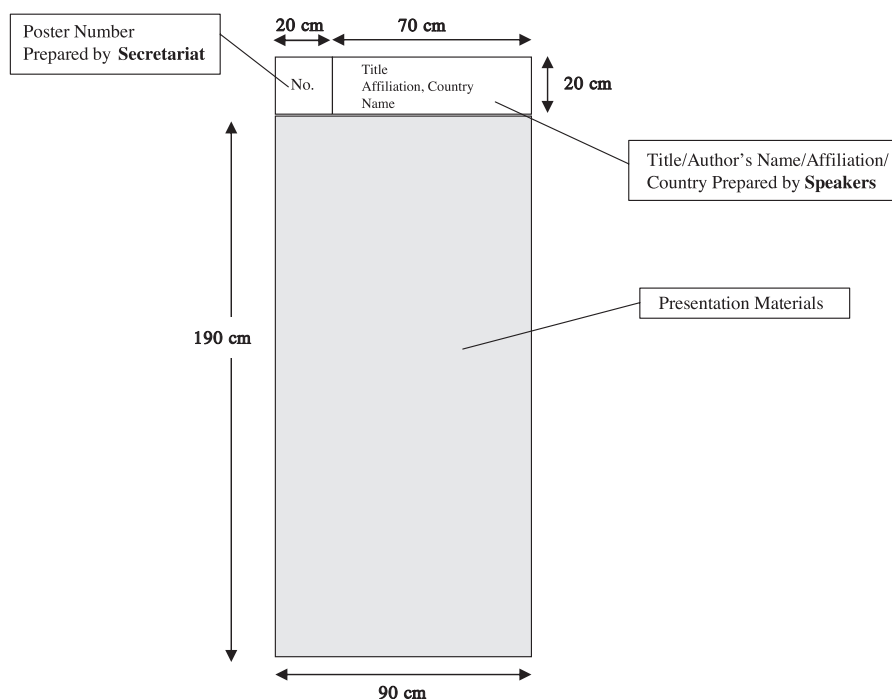 20 cm
70 cm
Poster Number
Prepared by Secretariat
No.
Title
Affiliation, Country
Name
20 cm
Title/Author's Name/Affiliation/
Country Prepared by Speakers
Presentation Materials
190 cm
90 cm